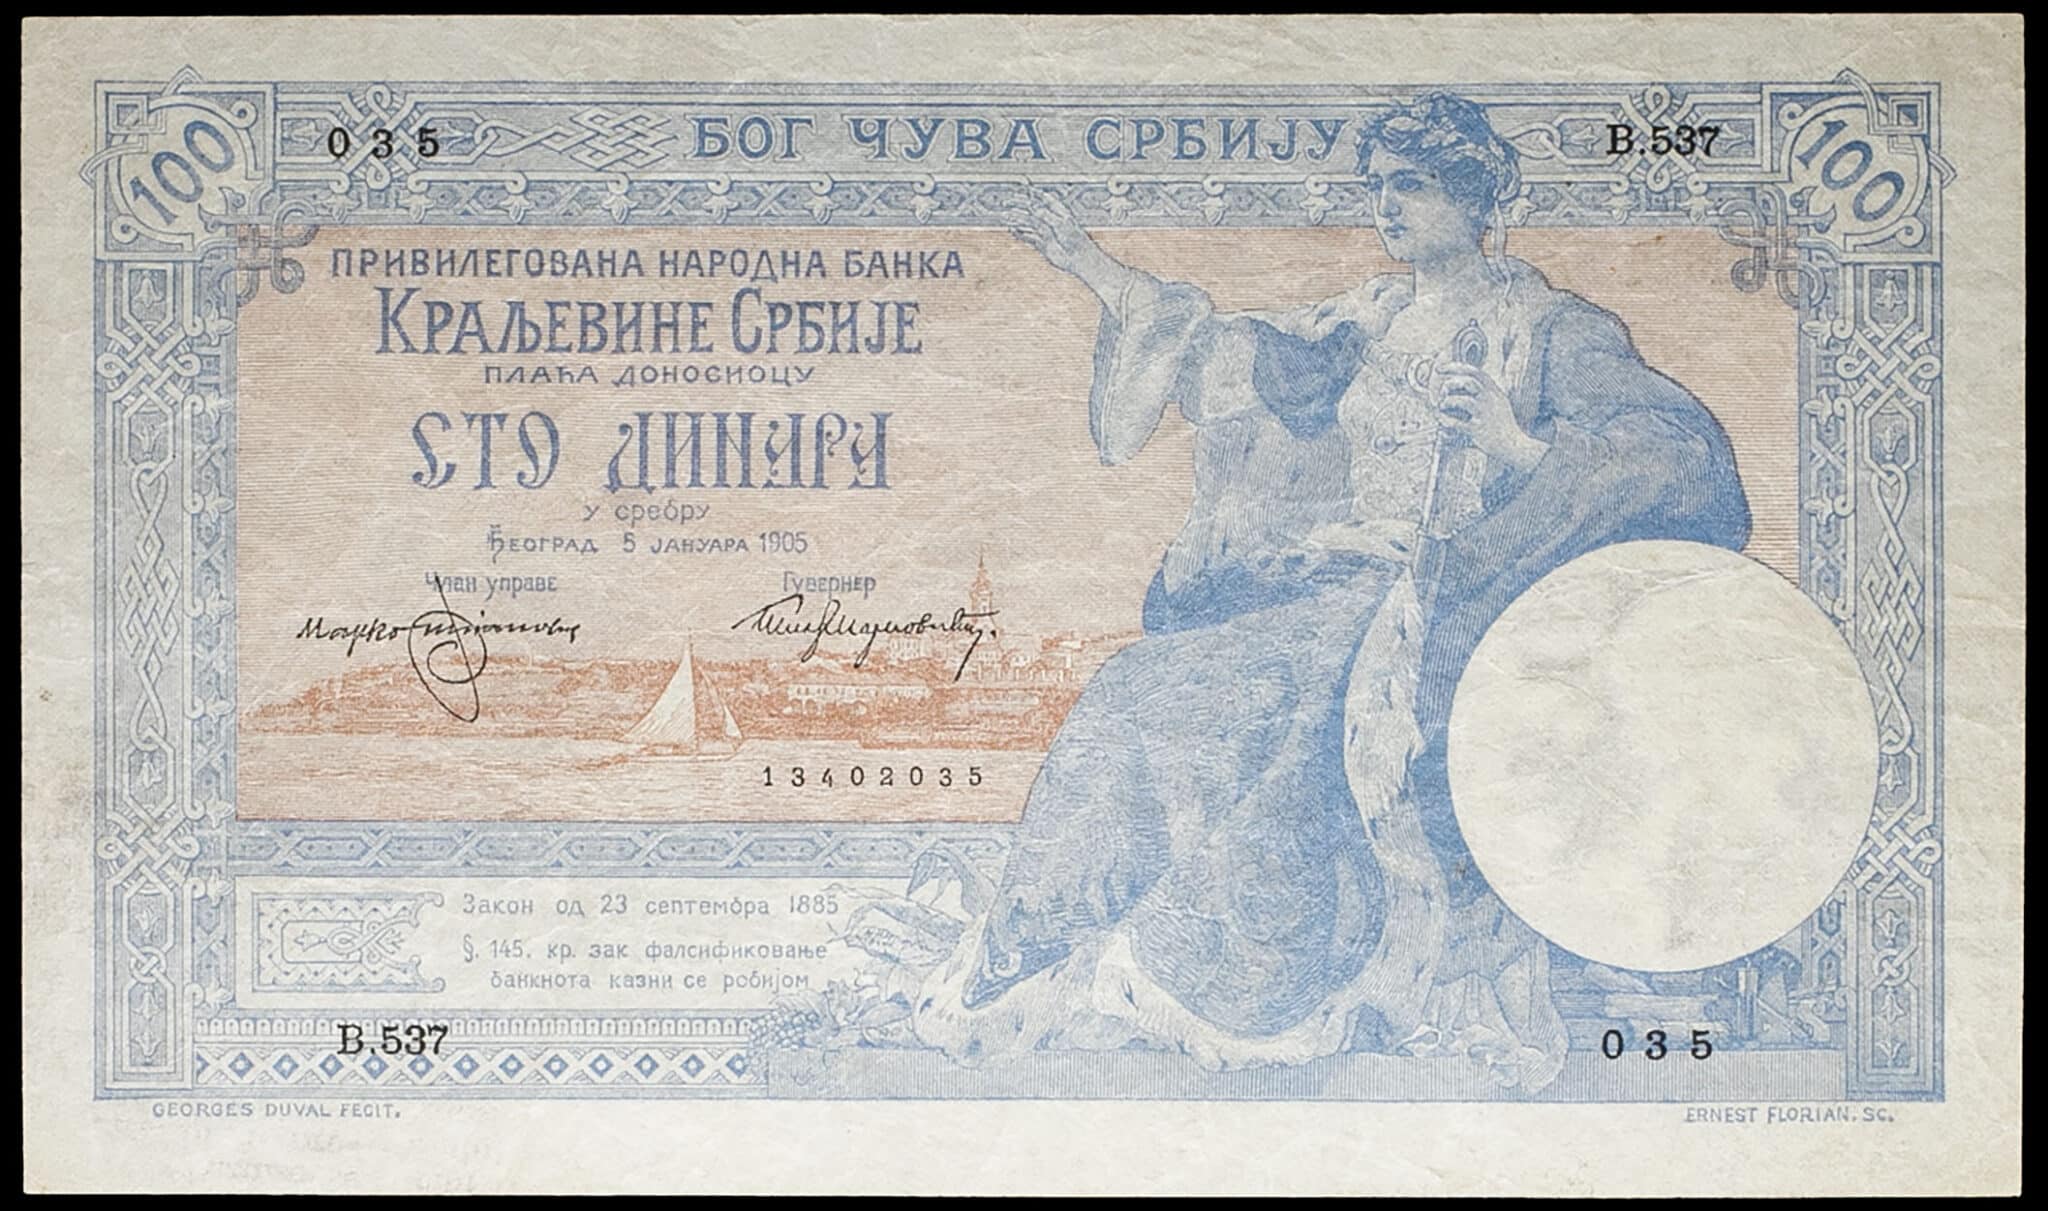 100
035
БОГ ЧУВА СРБИЈУ
B.537
100
ПРИВИЛЕГОВАНА НАРОДНА БАНКА
КРАЉЕВИНЕ СРБИЈЕ
ПЛАЋА ДОНОСИОЦУ
СТО ДИНАРА
У СРЕБРУ
БЕОГРАД 5 ЈАНУАРА 1905
Члан управе
Гувернер
Марко
13402035
Закон од 23 септембра 1885
§. 145. кр. зак фалсификовање
банкнота казни се робијом
B.537
035
GEORGES DUVAL FECIT.
ERNEST FLORIAN. SC.